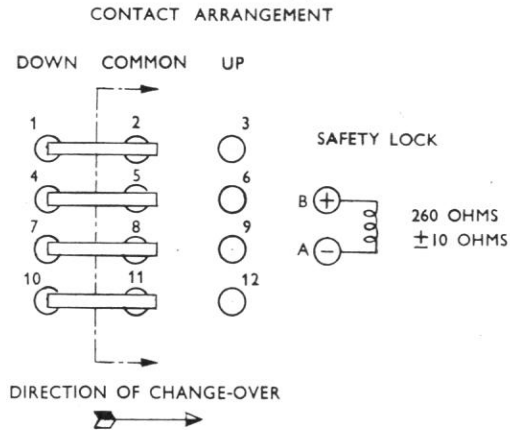 CONTACT ARRANGEMENT
DOWN COMMON UP
1 2 3
4 5 6
7 8 9
10 11 12
SAFETY LOCK
B +
A −
260 OHMS
±10 OHMS
DIRECTION OF CHANGE-OVER